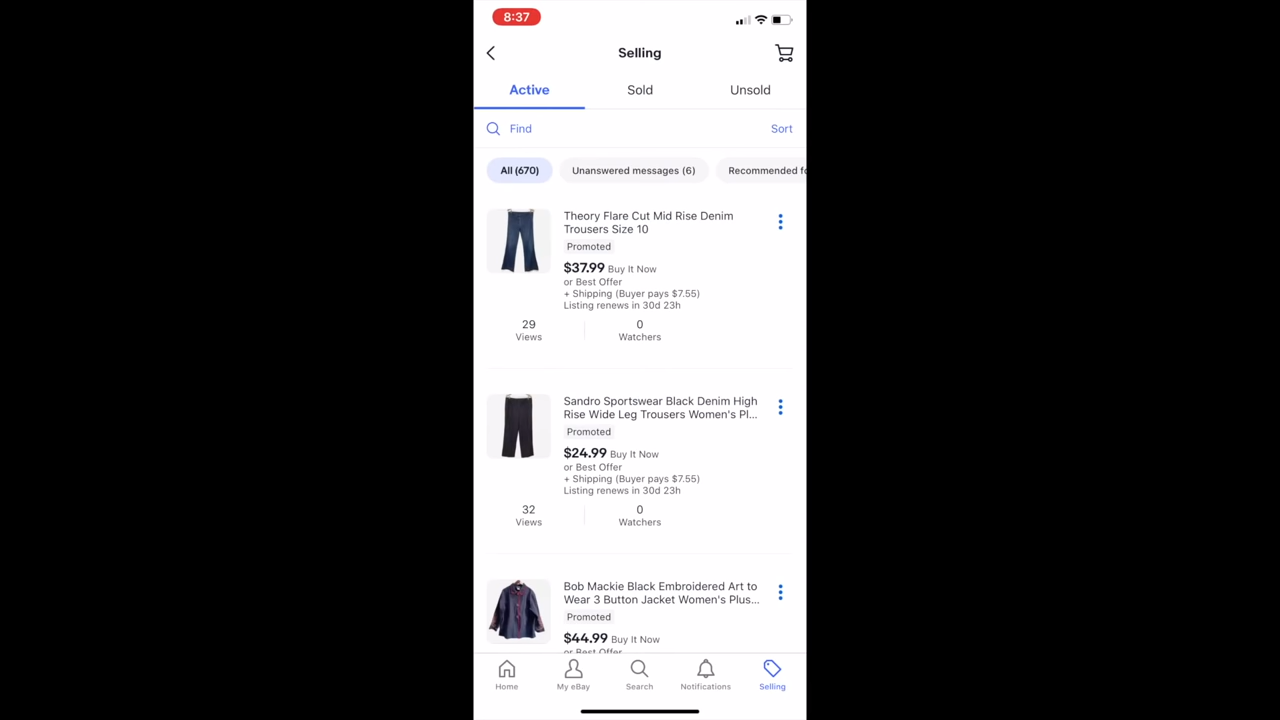 8:37
Selling
Active Sold Unsold
Find Sort
All (670) Unanswered messages (6) Recommended
Theory Flare Cut Mid Rise Denim
Trousers Size 10
Promoted
$37.99 Buy It Now
or Best Offer
+ Shipping (Buyer pays $7.55)
Listing renews in 30d 23h
29 0
Views Watchers
Sandro Sportswear Black Denim High
Rise Wide Leg Trousers Women's Pl...
Promoted
$24.99 Buy It Now
or Best Offer
+ Shipping (Buyer pays $7.55)
Listing renews in 30d 23h
32 0
Views Watchers
Bob Mackie Black Embroidered Art to
Wear 3 Button Jacket Women's Plus...
Promoted
$44.99 Buy It Now
or Best Offer
Home My eBay Search Notifications Selling